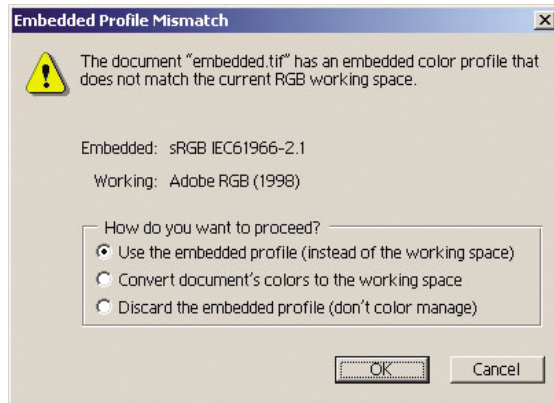 Embedded Profile Mismatch
The document “embedded.tif” has an embedded color profile that
does not match the current RGB working space.
Embedded: sRGB IEC61966-2.1
Working: Adobe RGB (1998)
How do you want to proceed?
Use the embedded profile (instead of the working space)
Convert document's colors to the working space
Discard the embedded profile (don't color manage)
OK Cancel